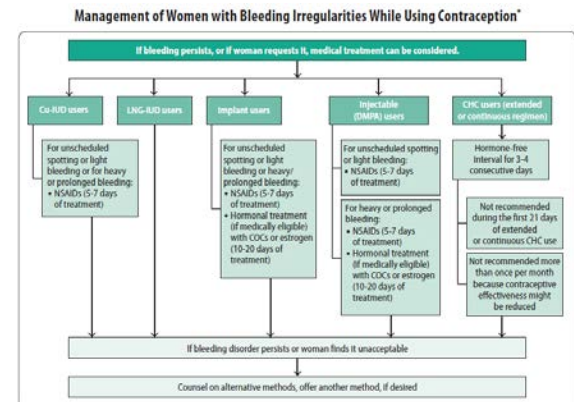 Management of Women with Bleeding Irregularities While Using Contraception*
If bleeding persists, or if woman requests it, medical treatment can be considered.
Cu-IUD users
LNG-IUD users
Implant users
Injectable
(DMPA) users
CHC users (extended
or continuous regimen)
For unscheduled
spotting or light
bleeding or for heavy
or prolonged bleeding:
• NSAIDs (5-7 days
of treatment)
For unscheduled
spotting or light
bleeding or heavy/
prolonged bleeding:
• NSAIDs (5-7 days
of treatment)
• Hormonal treatment
(if medically eligible)
with COCs or estrogen
(10-20 days of
treatment)
For unscheduled spotting
or light bleeding:
• NSAIDs (5-7 days
of treatment)
For heavy or prolonged
bleeding:
• NSAIDs (5-7 days
of treatment)
• Hormonal treatment
(if medically eligible)
with COCs or estrogen
(10-20 days of
treatment)
Hormone-free
interval for 3-4
consecutive days
Not recommended
during the first 21 days
of extended
or continuous CHC use
Not recommended more
than once per month
because contraceptive
effectiveness might
be reduced
If bleeding disorder persists or woman finds it unacceptable
Counsel on alternative methods, offer another method, if desired